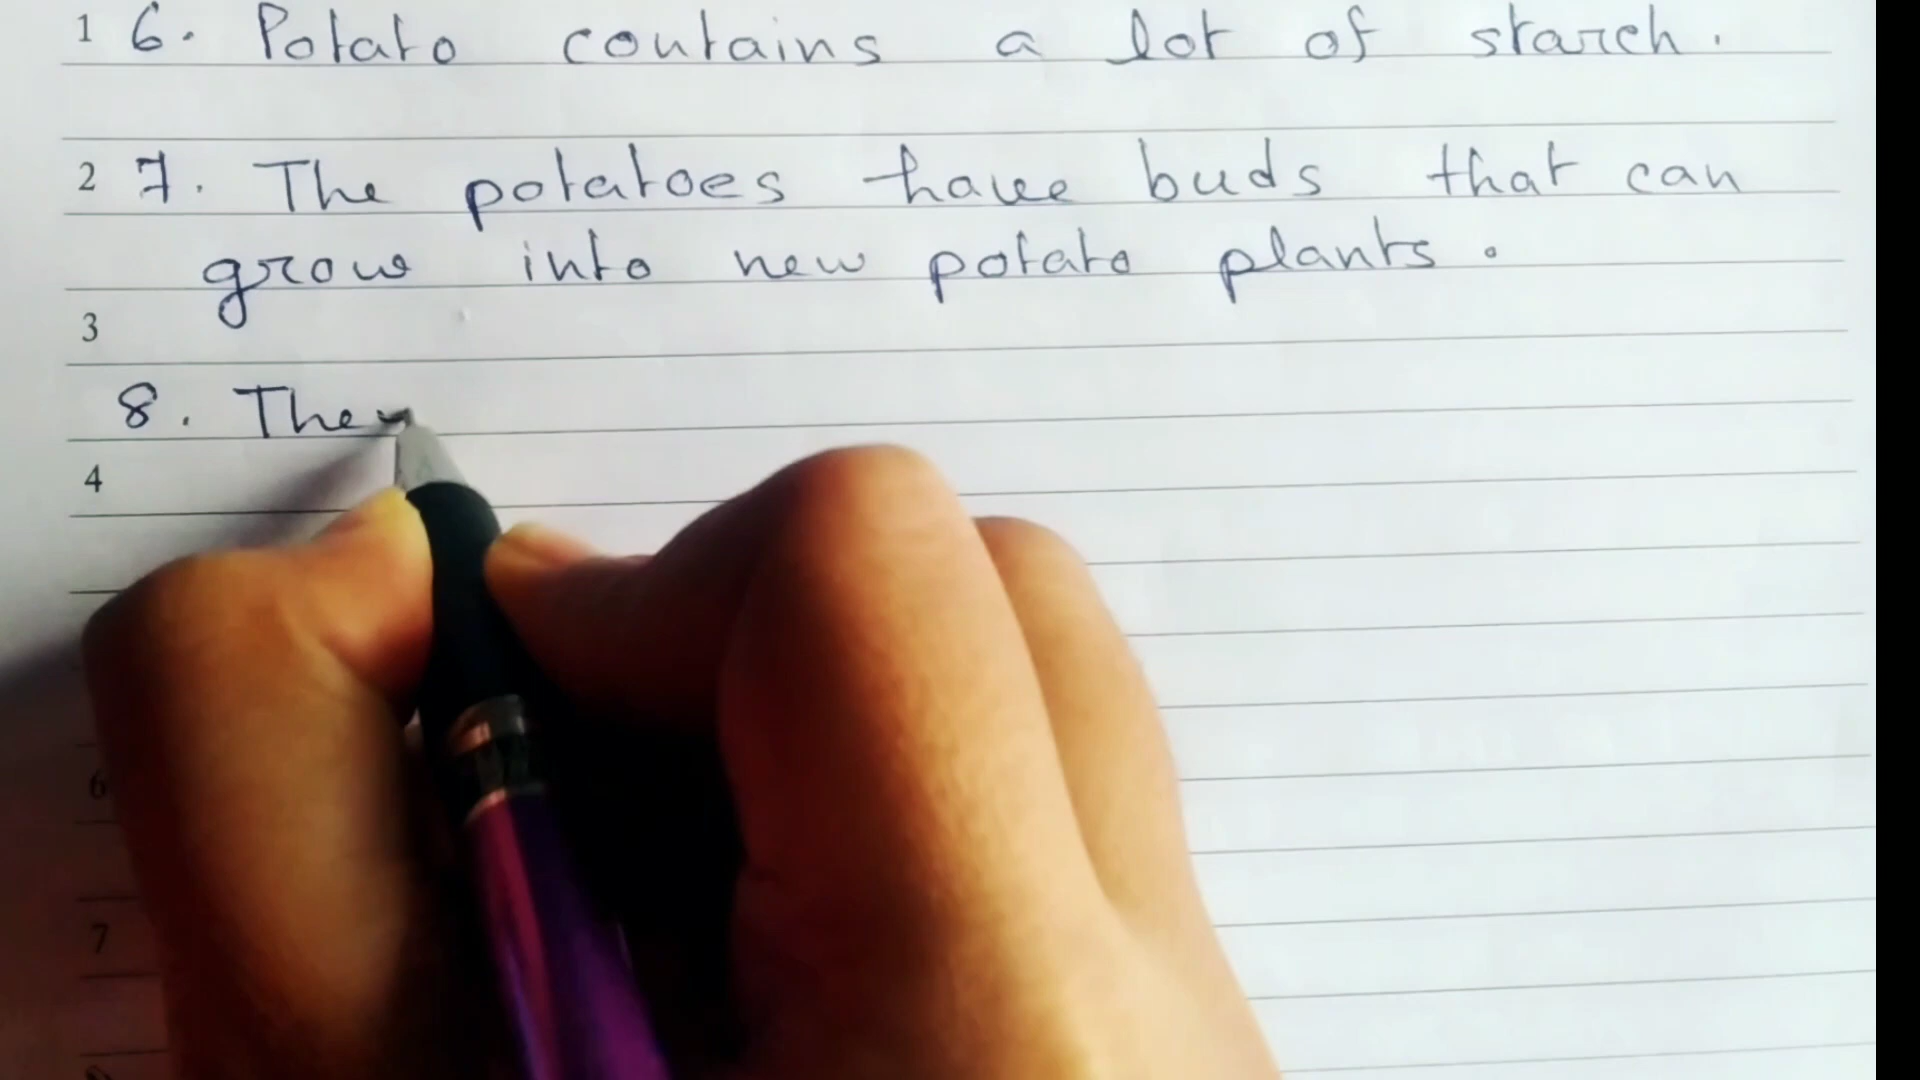 1 6. Potato contains a lot of starch.
2 7. The potatoes have buds that can
grow into new potato plants.
3
8. The
4
6
7